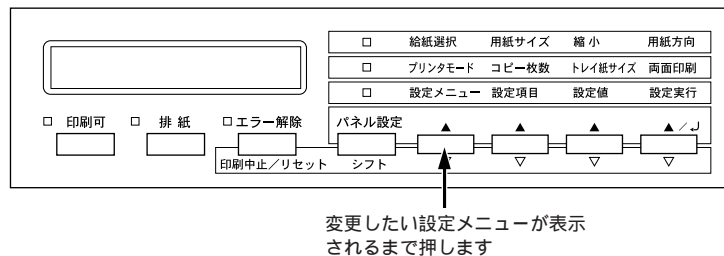 □ 給紙選択 用紙サイズ 縮 小 用紙方向
□ プリンタモード コピー枚数 トレイ紙サイズ 両面印刷
□ 設定メニュー 設定項目 設定値 設定実行
□ 印刷可 □ 排 紙 □ エラー解除 パネル設定 ▲ ▲ ▲ ▲/↵
印刷中止／リセット シフト ▽ ▽ ▽ ▽
変更したい設定メニューが表示
されるまで押します